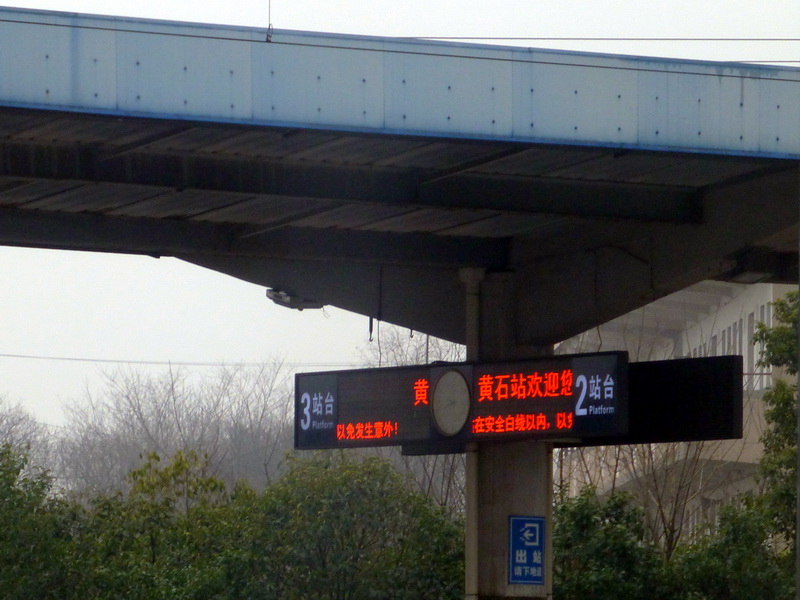 3站台
Platform
黄
以免发生意外!
黄石站欢迎您
在安全白线以内，以免
2站台
Platform
出站